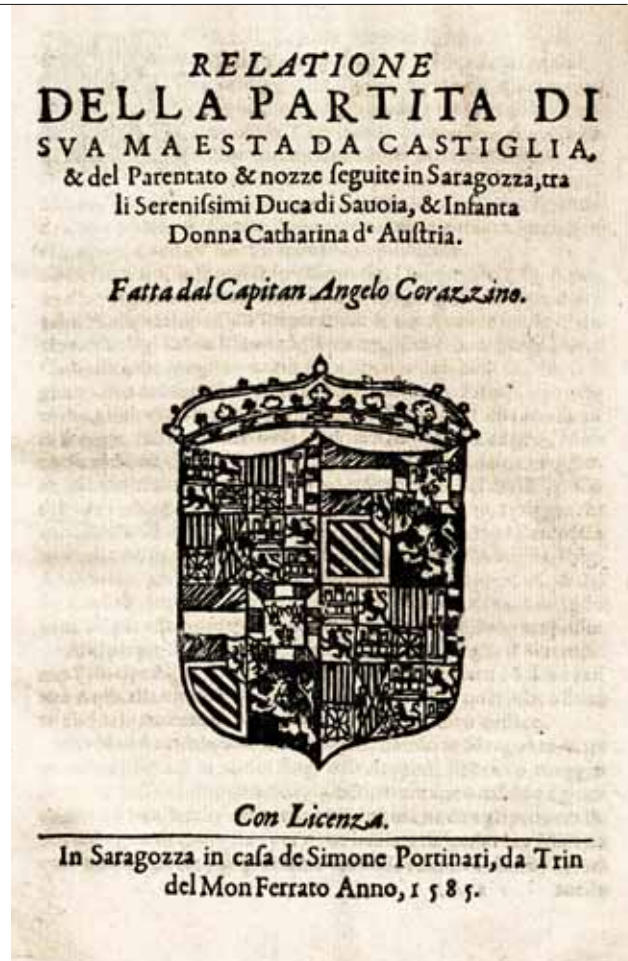 RELATIONE
DELLA PARTITA DI
SVA MAESTA DA CASTIGLIA,
& del Parentato & nozze ſeguite in Saragozza, tra
li Sereniſsimi Duca di Sauoia, & Infanta
Donna Catharina dᵉ Auſtria.
Fatta dal Capitan Angelo Corazzino.
Con Licenza.
In Saragozza in caſa de Simone Portinari, da Trin
del Mon Ferrato Anno, 1585.